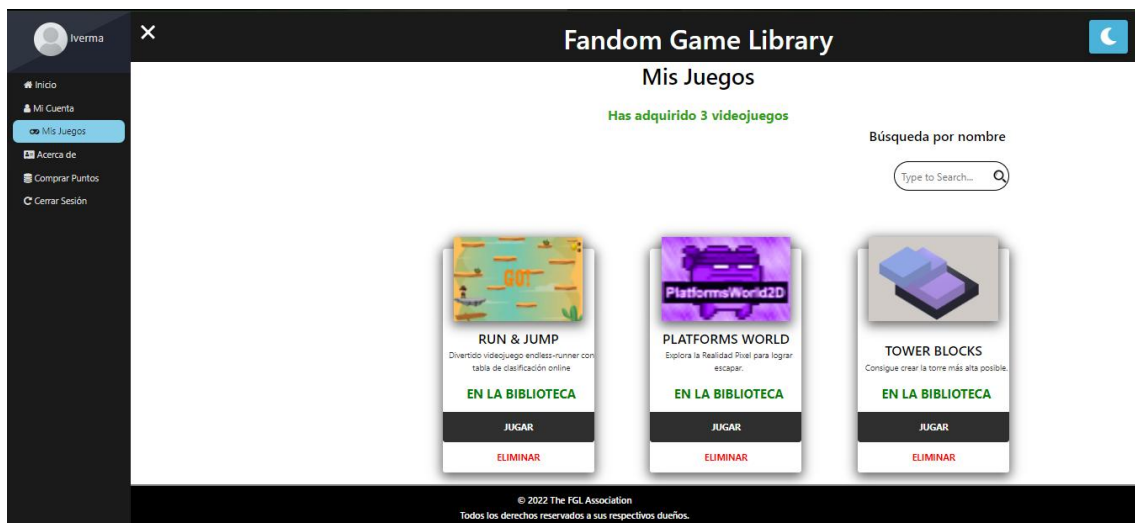 Iverma
Fandom Game Library
Inicio
Mi Cuenta
Mis Juegos
Acerca de
Comprar Puntos
Cerrar Sesión
Mis Juegos
Has adquirido 3 videojuegos
Búsqueda por nombre
Type to Search...
GO!
RUN & JUMP
Divertido videojuego endless-runner con
tabla de clasificación online
EN LA BIBLIOTECA
JUGAR
ELIMINAR
PlatformsWorld2D
PLATFORMS WORLD
Explora la Realidad Pixel para lograr
escapar.
EN LA BIBLIOTECA
JUGAR
ELIMINAR
TOWER BLOCKS
Consigue crear la torre más alta posible.
EN LA BIBLIOTECA
JUGAR
ELIMINAR
© 2022 The FGL Association
Todos los derechos reservados a sus respectivos dueños.